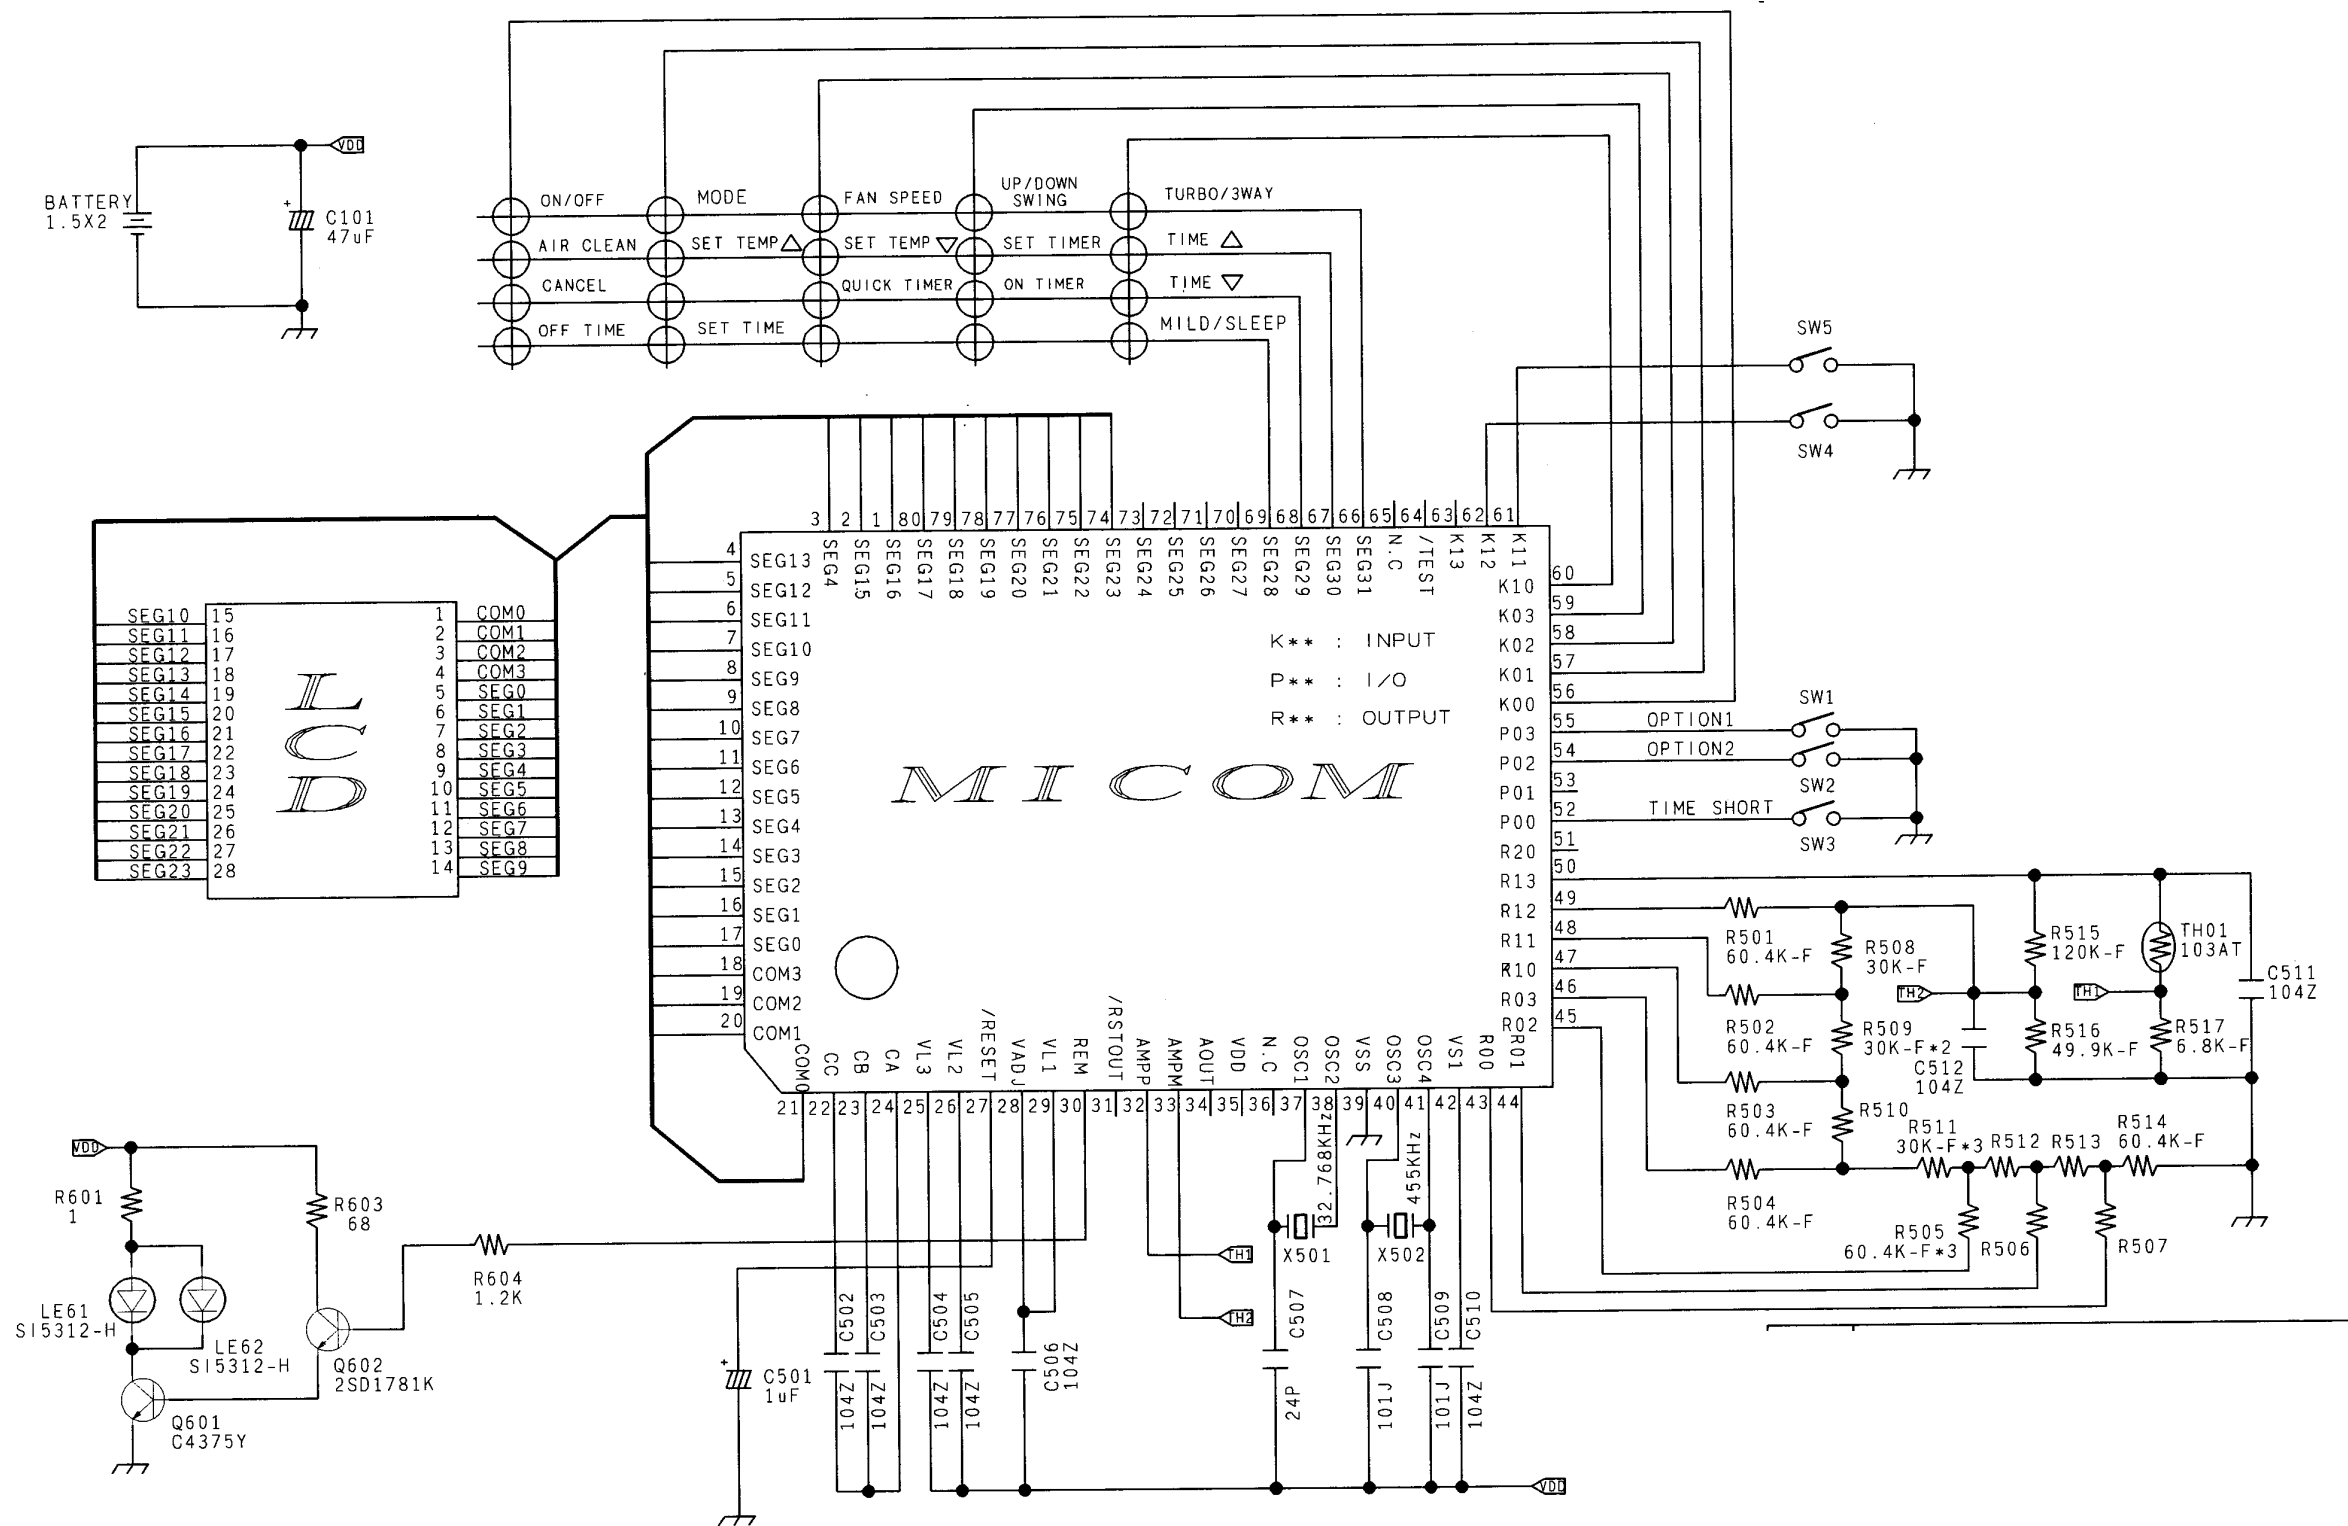 VDD
BATTERY
1.5X2
+
C101
47uF
ON/OFF
MODE
FAN SPEED
UP/DOWN
SWING
TURBO/3WAY
AIR CLEAN
SET TEMP△
SET TEMP▽
SET TIMER
TIME △
CANCEL
QUICK TIMER
ON TIMER
TIME ▽
OFF TIME
SET TIME
MILD/SLEEP
SW5
SW4
3 2 1 80 79 78 77 76 75 74 73 72 71 70 69 68 67 66 65 64 63 62 61
SEG4
SEG15
SEG16
SEG17
SEG18
SEG19
SEG20
SEG21
SEG22
SEG23
SEG24
SEG25
SEG26
SEG27
SEG28
SEG29
SEG30
SEG31
N.C
/TEST
K13
K12
K11
4 SEG13
5 SEG12
6 SEG11
7 SEG10
8 SEG9
9 SEG8
10 SEG7
11 SEG6
12 SEG5
13 SEG4
14 SEG3
15 SEG2
16 SEG1
17 SEG0
18 COM3
19 COM2
20 COM1
K10 60
K03 59
K02 58
K01 57
K00 56
P03 55
P02 54
P01 53
P00 52
R20 51
R13 50
R12 49
R11 48
R10 47
R03 46
R02 45
K** : INPUT
P** : I/O
R** : OUTPUT
MICOM
COM0
CC
CB
CA
VL3
VL2
/RESET
VADJ
VL1
REM
/RSTOUT
AMPP
AMPM
AOUT
VDD
N.C
OSC1
OSC2
VSS
OSC3
OSC4
VS1
R00
R01
21 22 23 24 25 26 27 28 29 30 31 32 33 34 35 36 37 38 39 40 41 42 43 44
SEG10 15
SEG11 16
SEG12 17
SEG13 18
SEG14 19
SEG15 20
SEG16 21
SEG17 22
SEG18 23
SEG19 24
SEG20 25
SEG21 26
SEG22 27
SEG23 28
LCD
1 COM0
2 COM1
3 COM2
4 COM3
5 SEG0
6 SEG1
7 SEG2
8 SEG3
9 SEG4
10 SEG5
11 SEG6
12 SEG7
13 SEG8
14 SEG9
OPTION1
SW1
OPTION2
SW2
TIME SHORT
SW3
R501
60.4K-F
R508
30K-F
R515
120K-F
TH01
103AT
C511
104Z
TH2
TH1
R502
60.4K-F
R509
30K-F*2
C512
104Z
R516
49.9K-F
R517
6.8K-F
R503
60.4K-F
R510
R511
30K-F*3
R512
R513
R514
60.4K-F
R504
60.4K-F
R505
60.4K-F*3
R506
R507
VDD
R601
1
R603
68
R604
1.2K
LE61
SI5312-H
LE62
SI5312-H
Q602
2SD1781K
Q601
C4375Y
+
C501
1uF
C502
104Z
C503
104Z
C504
104Z
C505
104Z
C506
104Z
TH1
TH2
32.768KHz
X501
455KHz
X502
C507
24P
C508
101J
C509
101J
C510
104Z
VDD